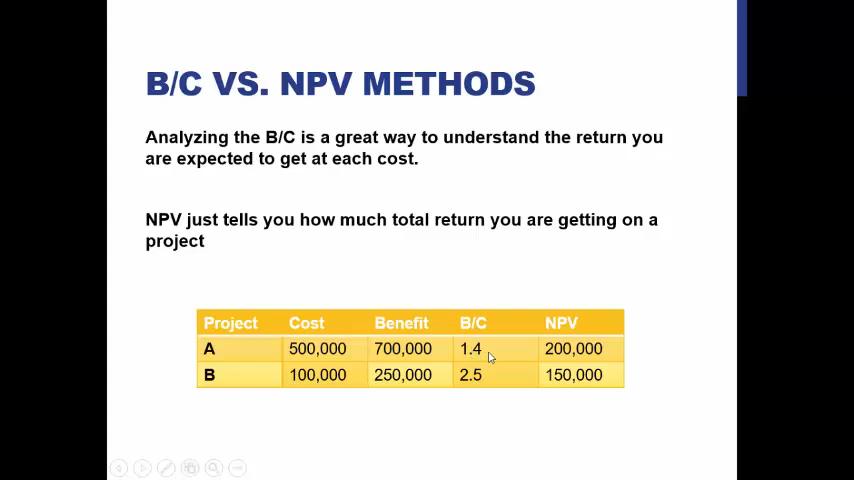 B/C VS. NPV METHODS
Analyzing the B/C is a great way to understand the return you
are expected to get at each cost.
NPV just tells you how much total return you are getting on a
project
Project Cost Benefit B/C NPV
A 500,000 700,000 1.4 200,000
B 100,000 250,000 2.5 150,000